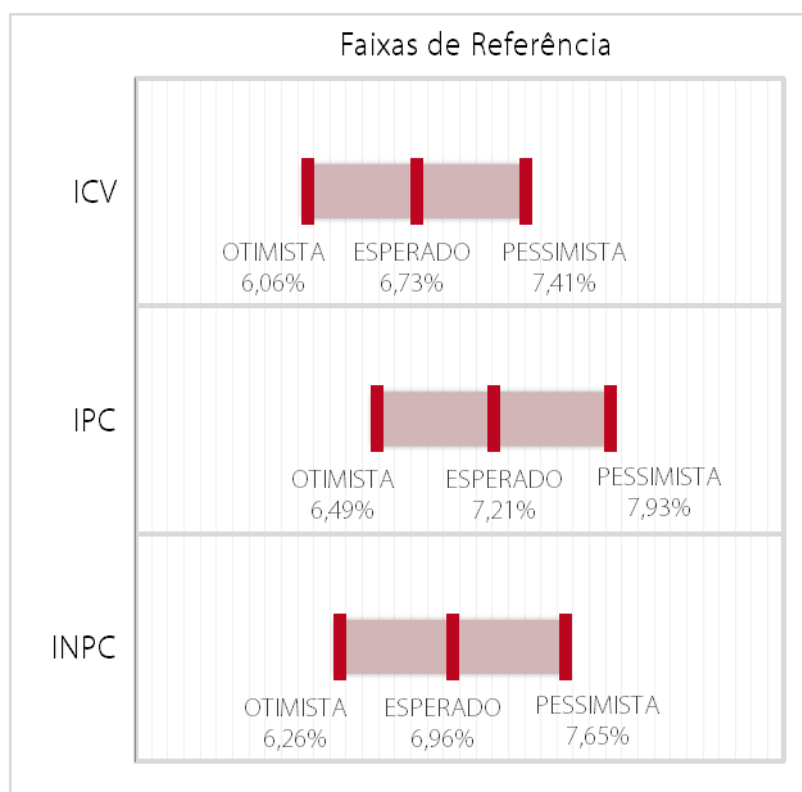 Faixas de Referência
ICV
OTIMISTA ESPERADO PESSIMISTA
6,06% 6,73% 7,41%
IPC
OTIMISTA ESPERADO PESSIMISTA
6,49% 7,21% 7,93%
INPC
OTIMISTA ESPERADO PESSIMISTA
6,26% 6,96% 7,65%